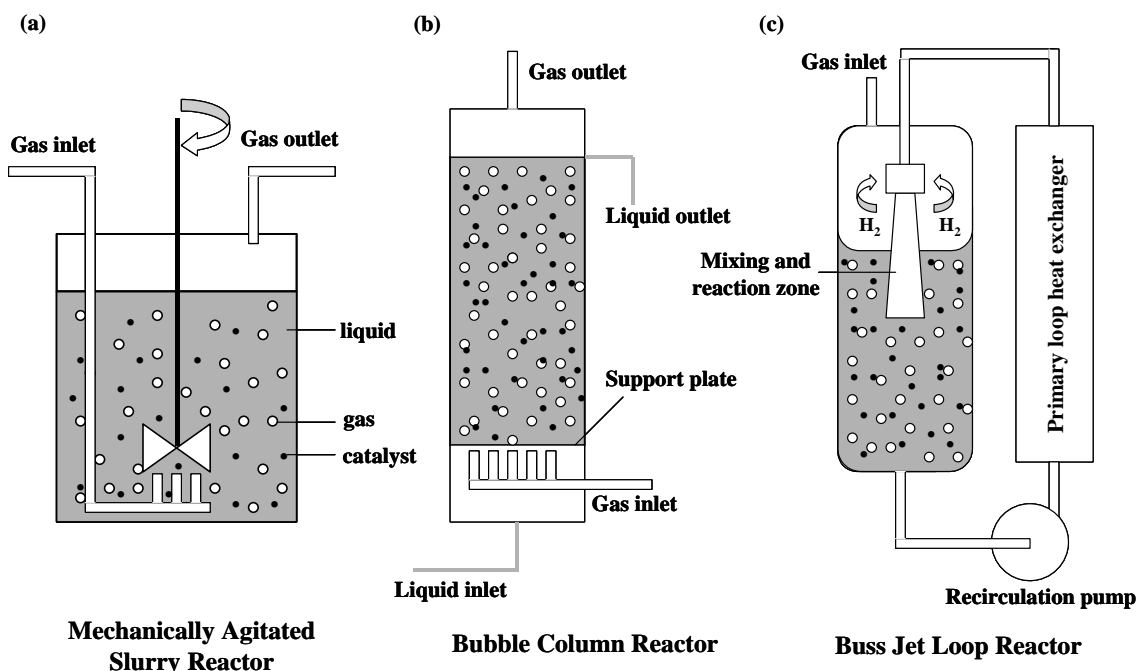 (a)
Gas inlet
Gas outlet
liquid
gas
catalyst
Mechanically Agitated
Slurry Reactor
(b)
Gas outlet
Liquid outlet
Support plate
Gas inlet
Liquid inlet
Bubble Column Reactor
(c)
Gas inlet
H2
H2
Mixing and
reaction zone
Primary loop heat exchanger
Recirculation pump
Buss Jet Loop Reactor